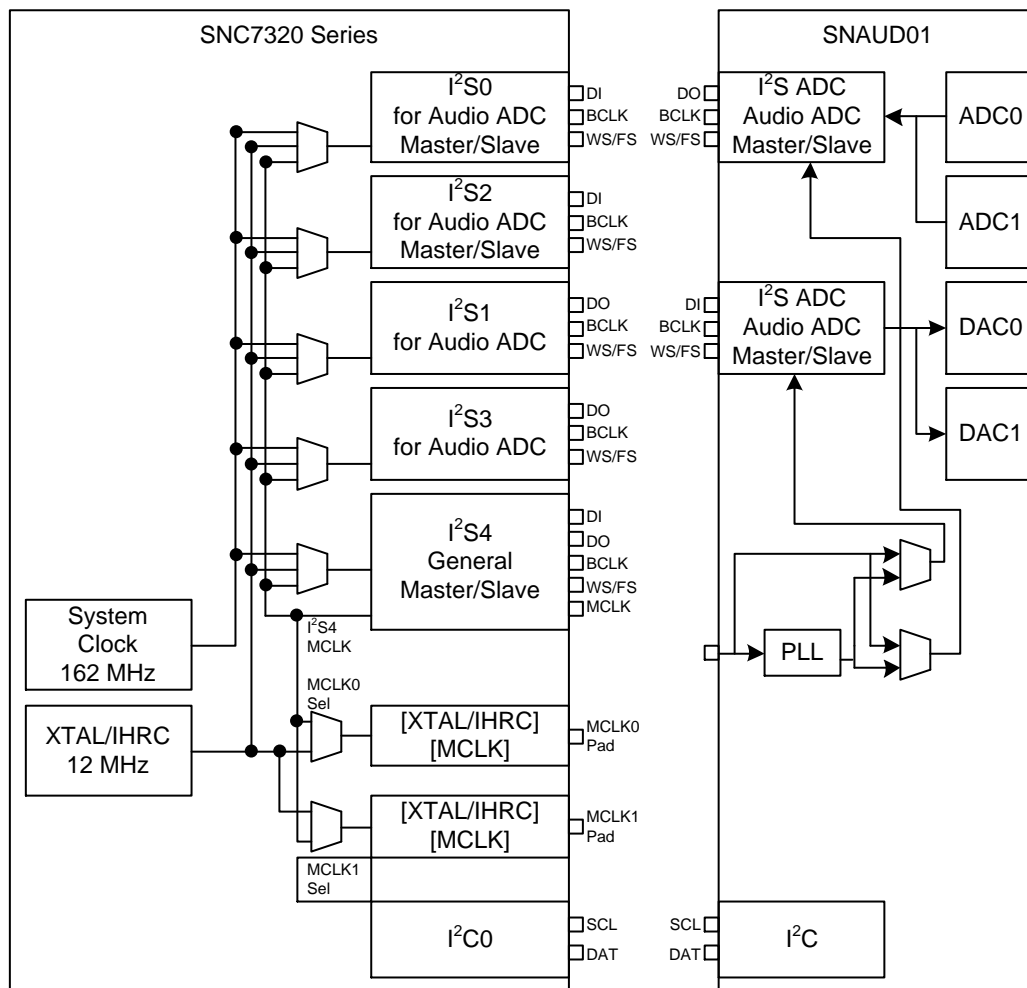 SNC7320 Series
I²S0
for Audio ADC
Master/Slave
DI
BCLK
WS/FS
I²S2
for Audio ADC
Master/Slave
DI
BCLK
WS/FS
I²S1
for Audio ADC
DO
BCLK
WS/FS
I²S3
for Audio ADC
DO
BCLK
WS/FS
I²S4
General
Master/Slave
DI
DO
BCLK
WS/FS
MCLK
System
Clock
162 MHz
I²S4
MCLK
XTAL/IHRC
12 MHz
MCLK0
Sel
[XTAL/IHRC]
[MCLK]
MCLK0
Pad
[XTAL/IHRC]
[MCLK]
MCLK1
Pad
MCLK1
Sel
I²C0
SCL
DAT
SNAUD01
DO
BCLK
WS/FS
I²S ADC
Audio ADC
Master/Slave
ADC0
ADC1
DI
BCLK
WS/FS
I²S ADC
Audio ADC
Master/Slave
DAC0
DAC1
PLL
SCL
DAT
I²C